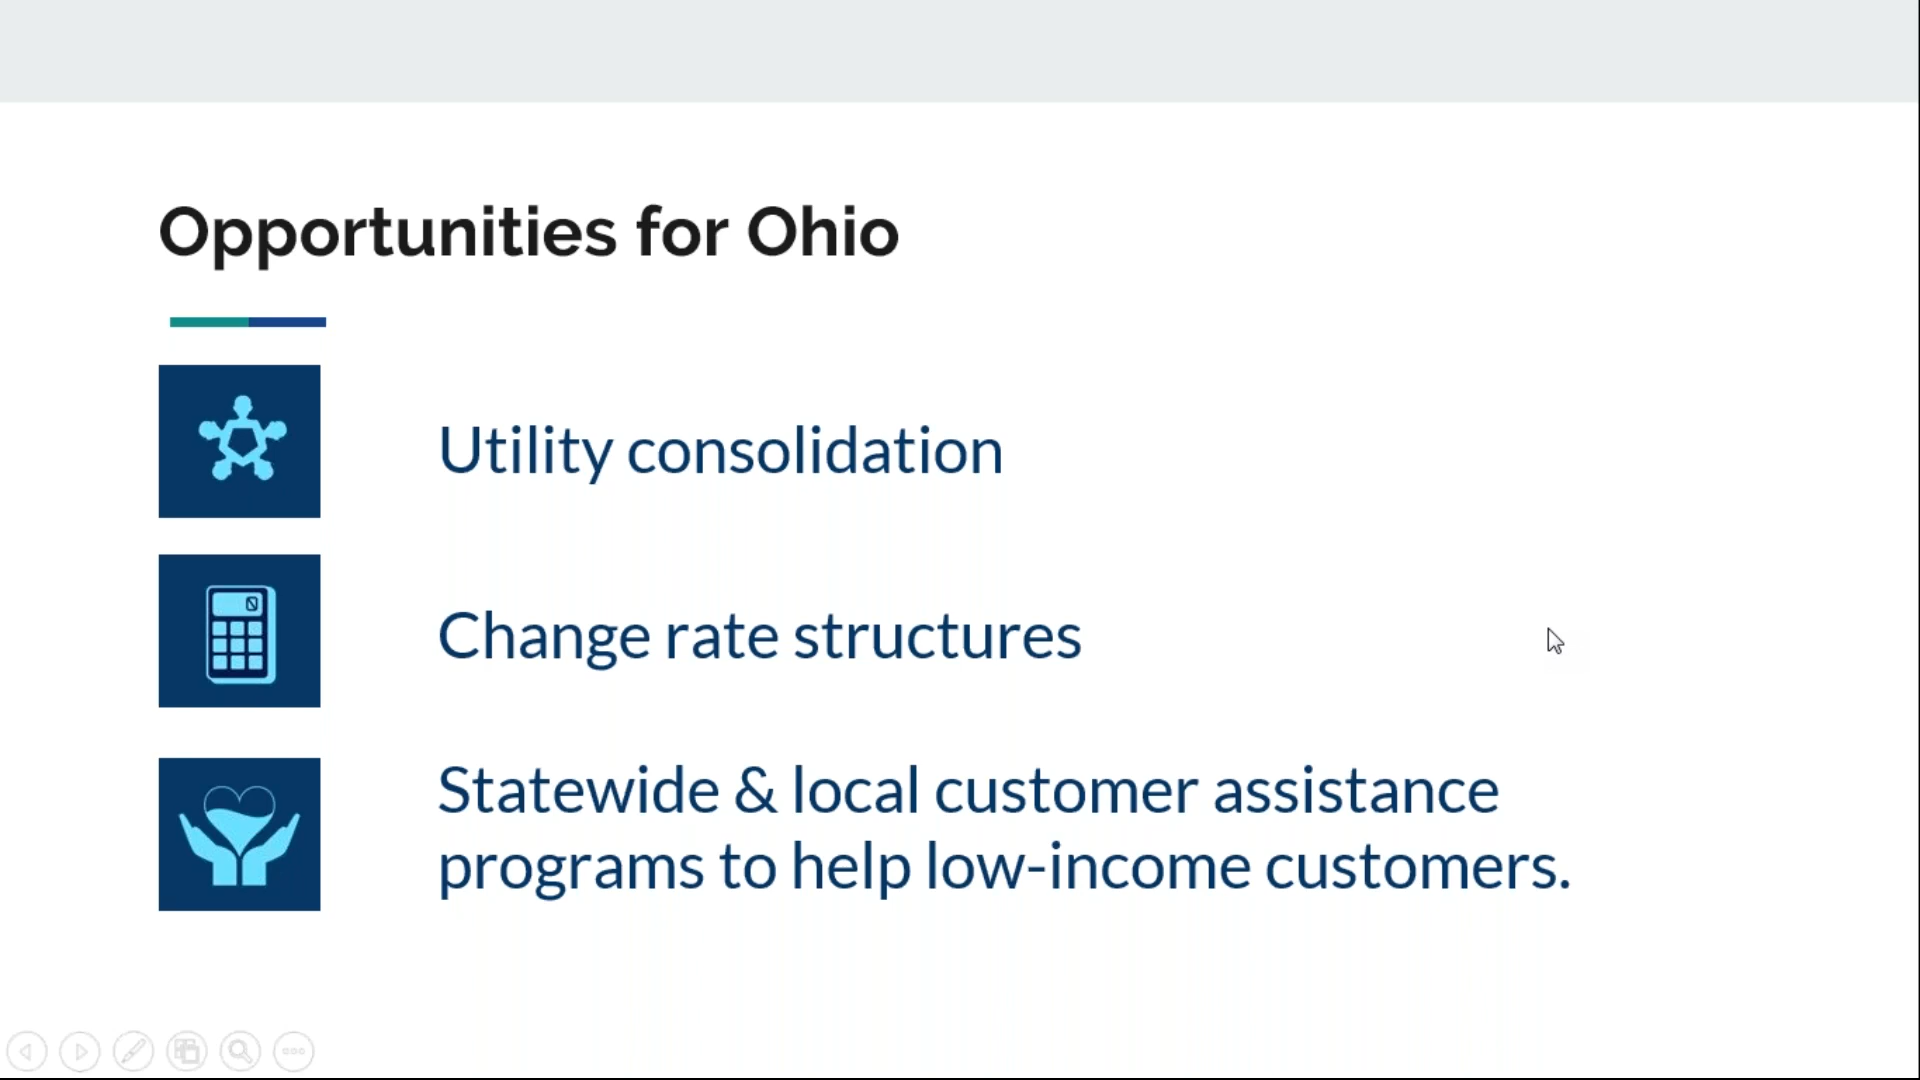 Opportunities for Ohio
Utility consolidation
Change rate structures
Statewide & local customer assistance
programs to help low-income customers.